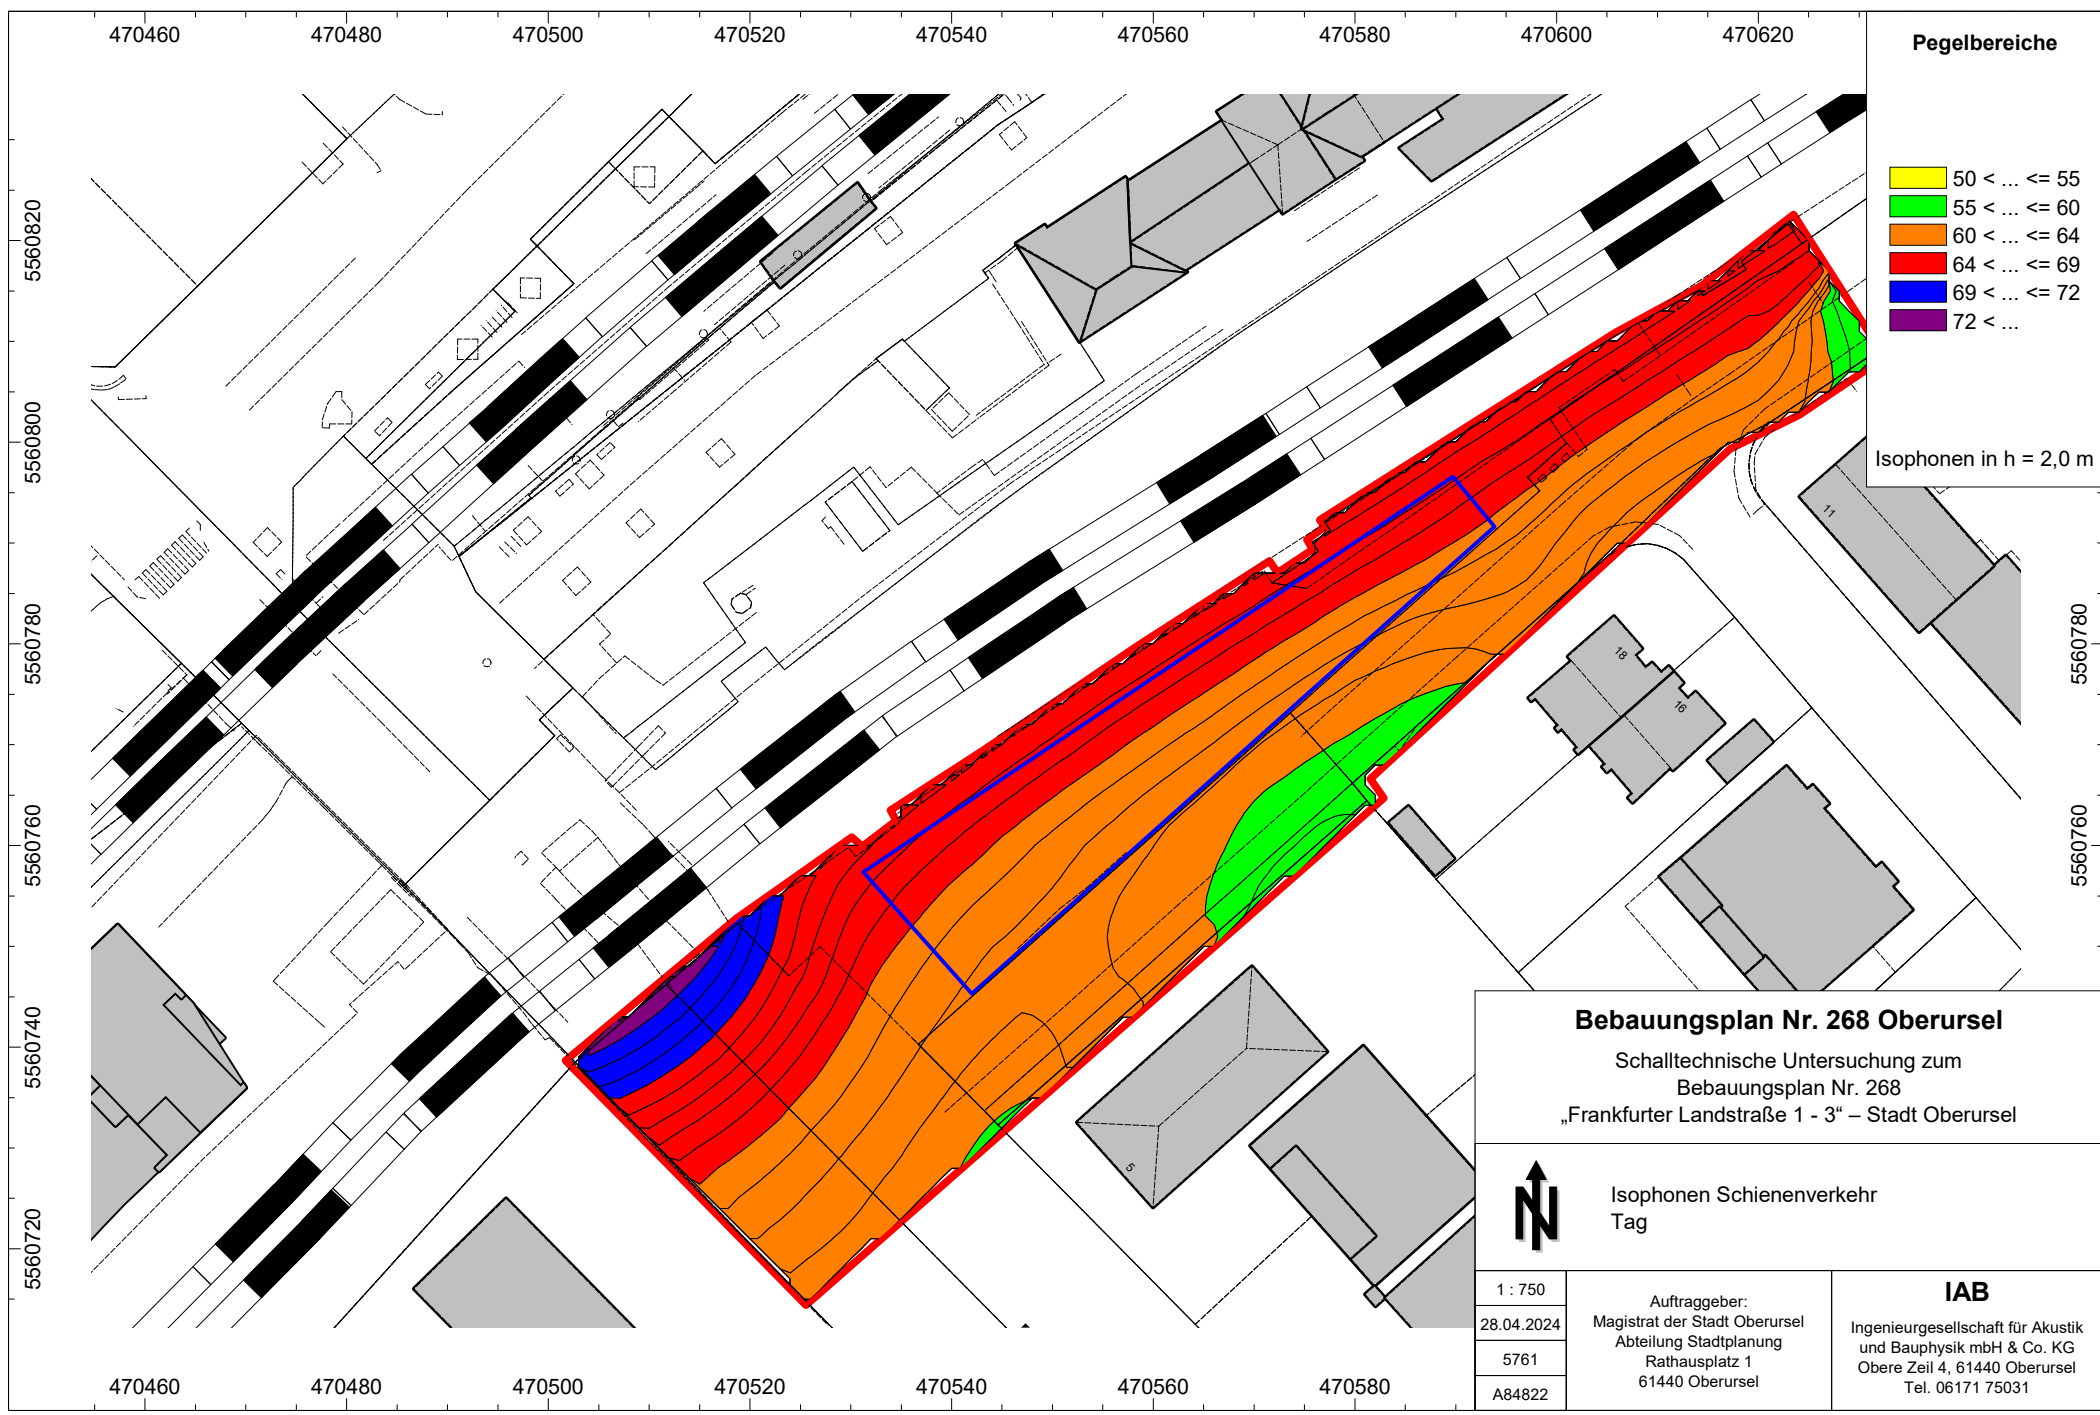 470460 470480 470500 470520 470540 470560 470580 470600 470620
Pegelbereiche
50 < ... <= 55
55 < ... <= 60
60 < ... <= 64
64 < ... <= 69
69 < ... <= 72
72 < ...
Isophonen in h = 2,0 m
5560820
5560800
5560780
5560760
5560740
5560720
5560780
5560760
11
18
16
5
Bebauungsplan Nr. 268 Oberursel
Schalltechnische Untersuchung zum
Bebauungsplan Nr. 268
„Frankfurter Landstraße 1 - 3“ – Stadt Oberursel
N
Isophonen Schienenverkehr
Tag
1 : 750
28.04.2024
5761
A84822
Auftraggeber:
Magistrat der Stadt Oberursel
Abteilung Stadtplanung
Rathausplatz 1
61440 Oberursel
IAB
Ingenieurgesellschaft für Akustik
und Bauphysik mbH & Co. KG
Obere Zeil 4, 61440 Oberursel
Tel. 06171 75031
470460 470480 470500 470520 470540 470560 470580